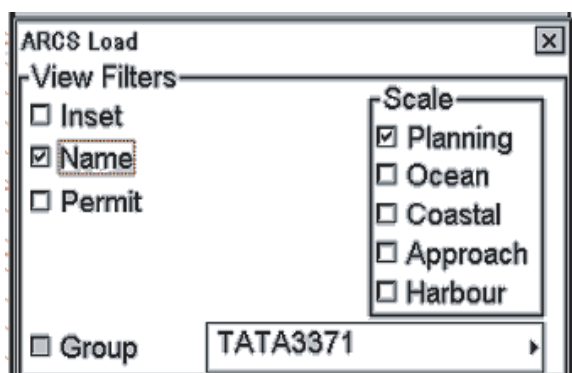 ARCS Load
View Filters
Inset
Name
Permit
Scale
Planning
Ocean
Coastal
Approach
Harbour
Group
TATA3371